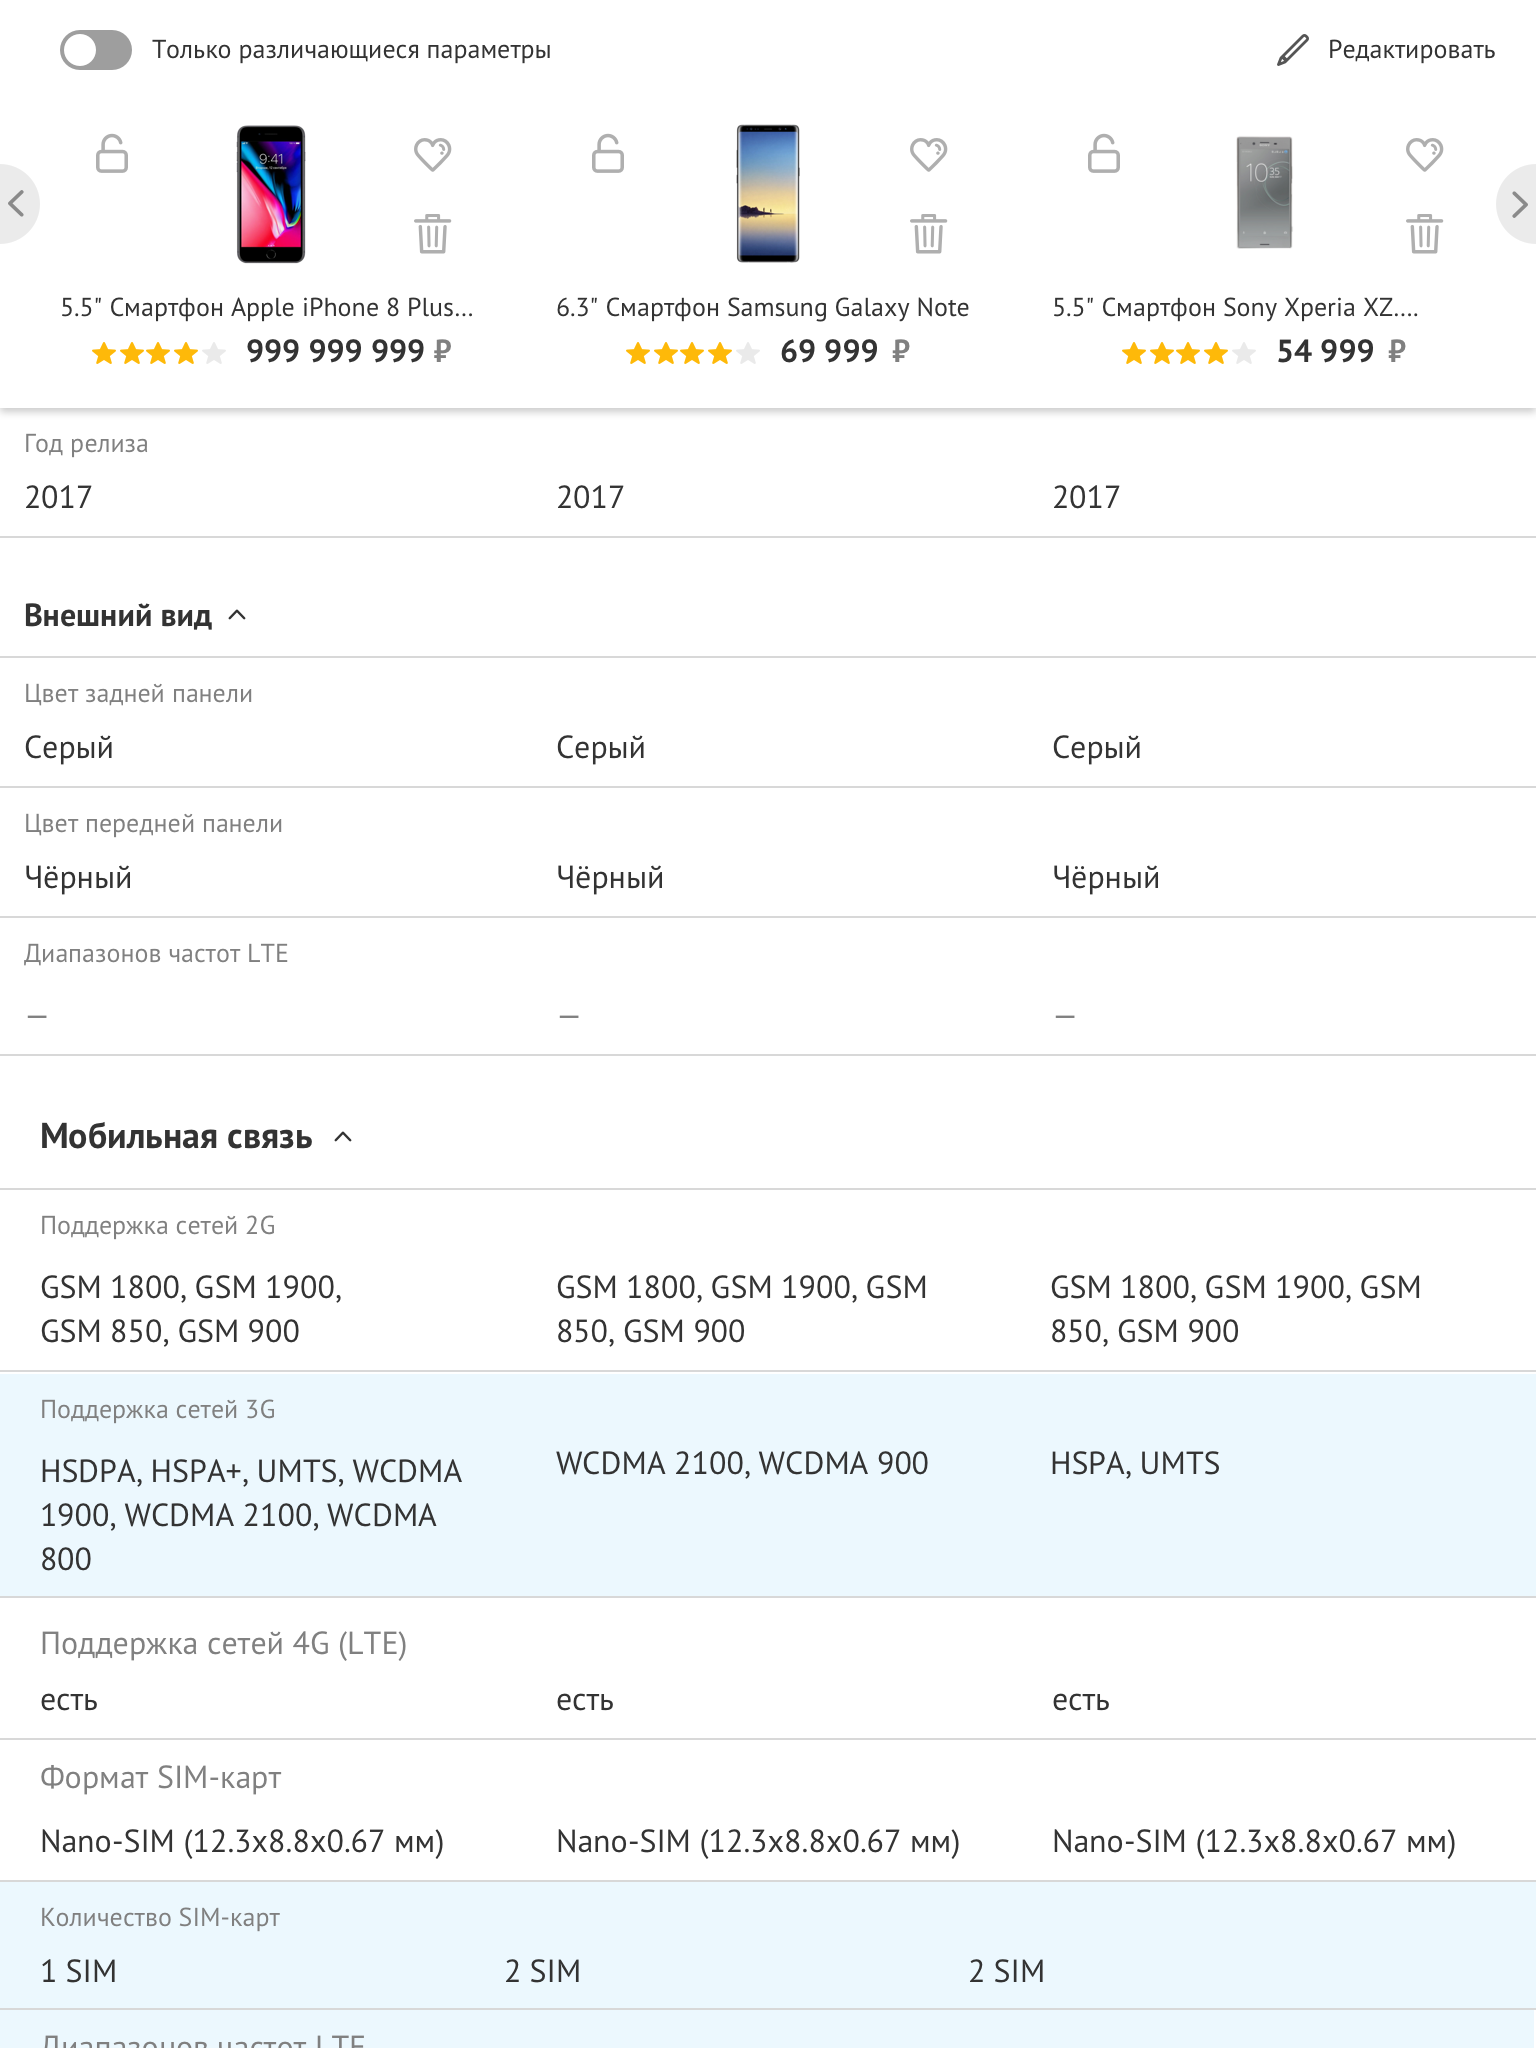 Только различающиеся параметры
Редактировать
9:41
10 35
5.5" Смартфон Apple iPhone 8 Plus...
6.3" Смартфон Samsung Galaxy Note
5.5" Смартфон Sony Xperia XZ....
999 999 999 ₽
69 999 ₽
54 999 ₽
Год релиза
2017
2017
2017
Внешний вид
Цвет задней панели
Серый
Серый
Серый
Цвет передней панели
Чёрный
Чёрный
Чёрный
Диапазонов частот LTE
—
—
—
Мобильная связь
Поддержка сетей 2G
GSM 1800, GSM 1900,
GSM 850, GSM 900
GSM 1800, GSM 1900, GSM
850, GSM 900
GSM 1800, GSM 1900, GSM
850, GSM 900
Поддержка сетей 3G
HSDPA, HSPA+, UMTS, WCDMA
1900, WCDMA 2100, WCDMA
800
WCDMA 2100, WCDMA 900
HSPA, UMTS
Поддержка сетей 4G (LTE)
есть
есть
есть
Формат SIM-карт
Nano-SIM (12.3x8.8x0.67 мм)
Nano-SIM (12.3x8.8x0.67 мм)
Nano-SIM (12.3x8.8x0.67 мм)
Количество SIM-карт
1 SIM
2 SIM
2 SIM
Диапазонов частот LTE